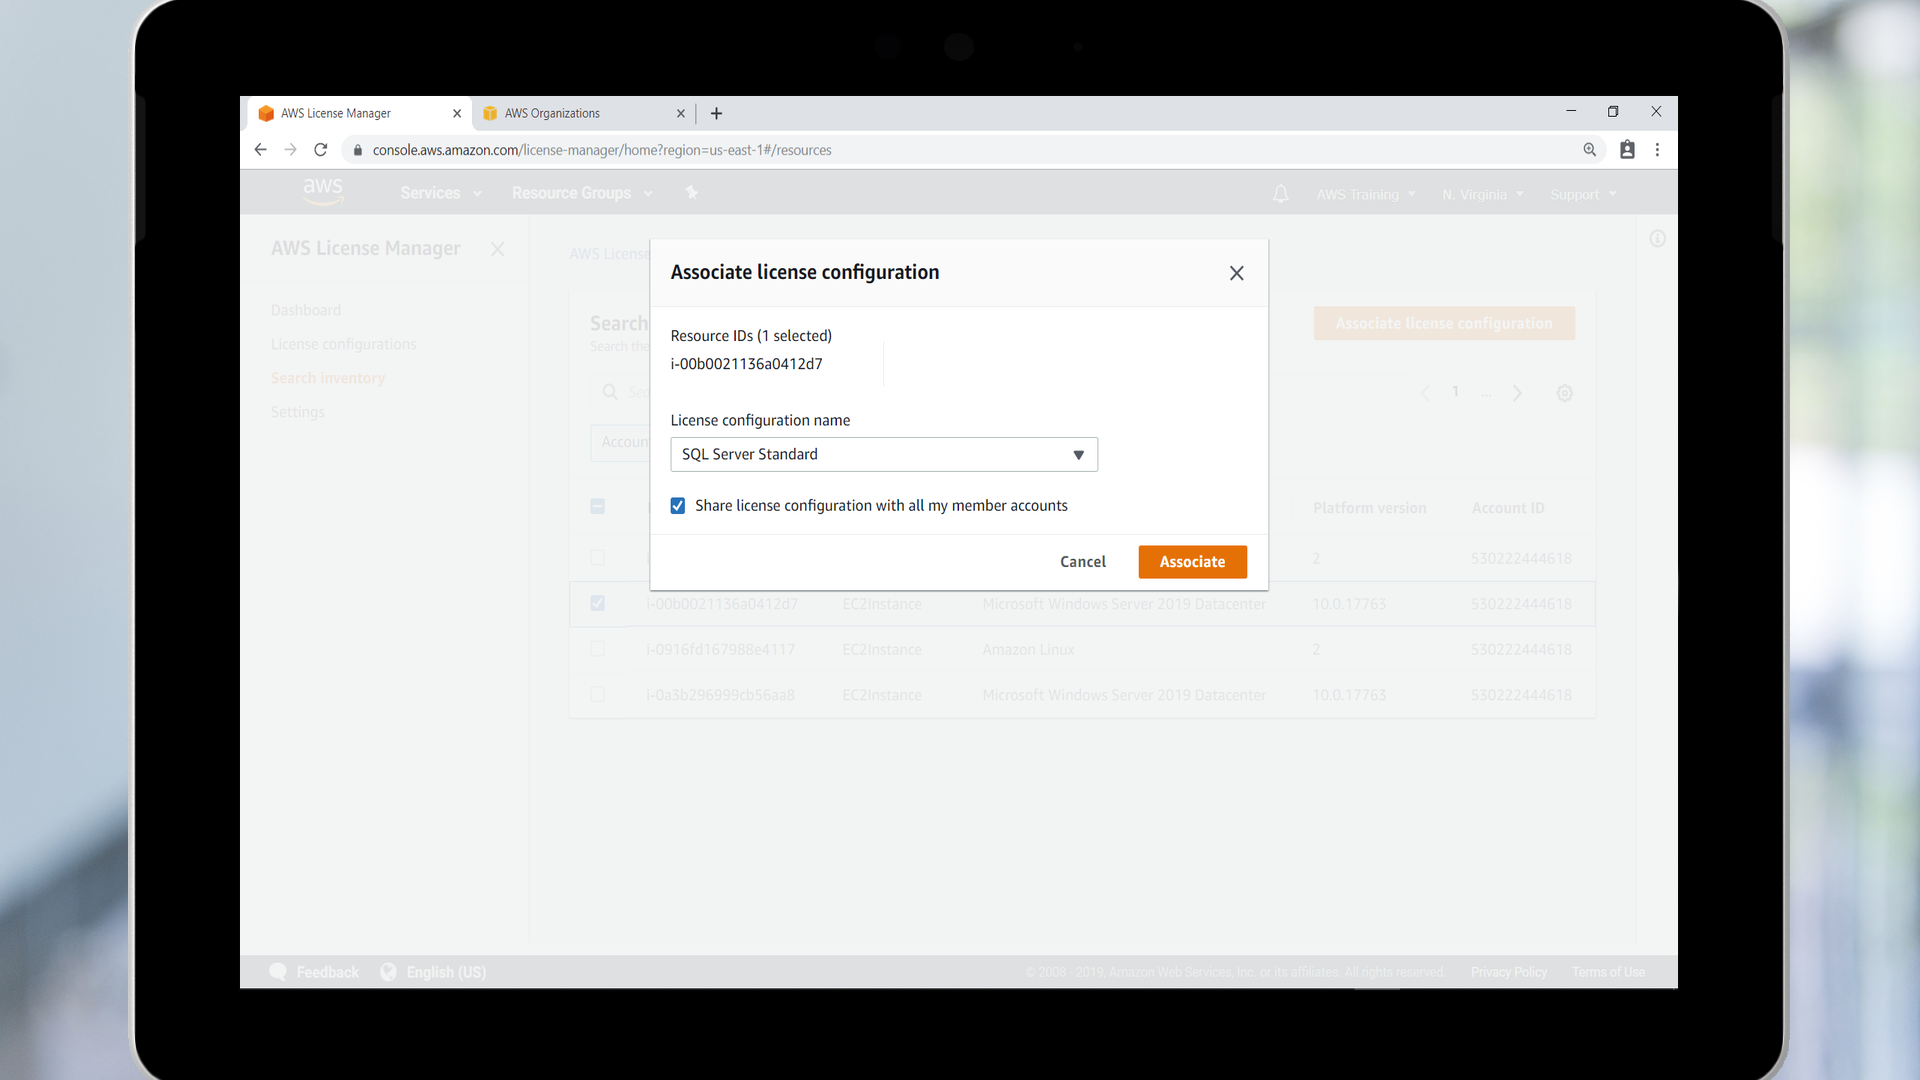 AWS License Manager
AWS Organizations
console.aws.amazon.com/license-manager/home?region=us-east-1#/resources
aws
Services
Resource Groups
AWS Training
N. Virginia
Support
AWS License Manager
AWS License
Associate license configuration
Dashboard
License configurations
Search inventory
Settings
Search
Search the
Associate license configuration
Resource IDs (1 selected)
i-00b0021136a0412d7
1
...
License configuration name
SQL Server Standard
Accoun
Share license configuration with all my member accounts
Platform version
Account ID
Cancel
Associate
2
530222444618
i-00b0021136a0412d7 EC2Instance Microsoft Windows Server 2019 Datacenter 10.0.17763 530222444618
i-0916fd167988e4117 EC2Instance Amazon Linux 2 530222444618
i-0a3b296999cb56aa8 EC2Instance Microsoft Windows Server 2019 Datacenter 10.0.17763 530222444618
Feedback
English (US)
© 2008 - 2019, Amazon Web Services, Inc. or its affiliates. All rights reserved.
Privacy Policy
Terms of Use